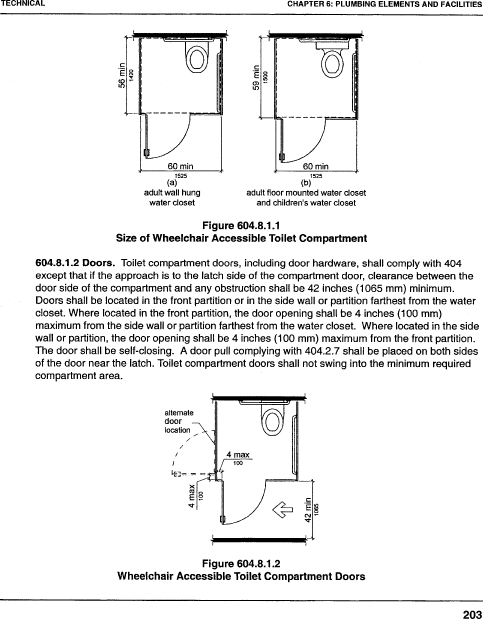 TECHNICAL
CHAPTER 6: PLUMBING ELEMENTS AND FACILITIES
56 min
1420
59 min
1500
60 min
1525
60 min
1525
(a)
adult wall hung
water closet
(b)
adult floor mounted water closet
and children's water closet
Figure 604.8.1.1
Size of Wheelchair Accessible Toilet Compartment
604.8.1.2 Doors. Toilet compartment doors, including door hardware, shall comply with 404
except that if the approach is to the latch side of the compartment door, clearance between the
door side of the compartment and any obstruction shall be 42 inches (1065 mm) minimum.
Doors shall be located in the front partition or in the side wall or partition farthest from the water
closet. Where located in the front partition, the door opening shall be 4 inches (100 mm)
maximum from the side wall or partition farthest from the water closet. Where located in the side
wall or partition, the door opening shall be 4 inches (100 mm) maximum from the front partition.
The door shall be self-closing. A door pull complying with 404.2.7 shall be placed on both sides
of the door near the latch. Toilet compartment doors shall not swing into the minimum required
compartment area.
alternate
door
location
4 max
100
4 max
100
42 min
1065
Figure 604.8.1.2
Wheelchair Accessible Toilet Compartment Doors
203